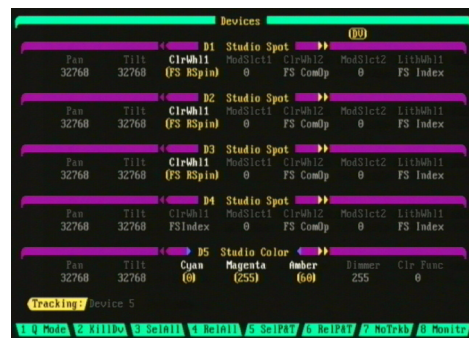 Devices
(DV)
D1 Studio Spot
Pan Tilt ClrWhl1 ModSlct1 ClrWhl2 ModSlct2 LithWhl1
32768 32768 (FS RSpin) 0 FS ComOp 0 FS Index
D2 Studio Spot
Pan Tilt ClrWhl1 ModSlct1 ClrWhl2 ModSlct2 LithWhl1
32768 32768 (FS RSpin) 0 FS ComOp 0 FS Index
D3 Studio Spot
Pan Tilt ClrWhl1 ModSlct1 ClrWhl2 ModSlct2 LithWhl1
32768 32768 (FS RSpin) 0 FS ComOp 0 FS Index
D4 Studio Spot
Pan Tilt ClrWhl1 ModSlct1 ClrWhl2 ModSlct2 LithWhl1
32768 32768 FSIndex 0 FS ComOp 0 FS Index
D5 Studio Color
Pan Tilt Cyan Magenta Amber Dimmer Clr Func
32768 32768 (0) (255) (60) 255 0
Tracking: Device 5
1 Q Mode 2 KillDv 3 SelAll 4 RelAll 5 SelP&T 6 RelP&T 7 NoTrkb 8 Monitr